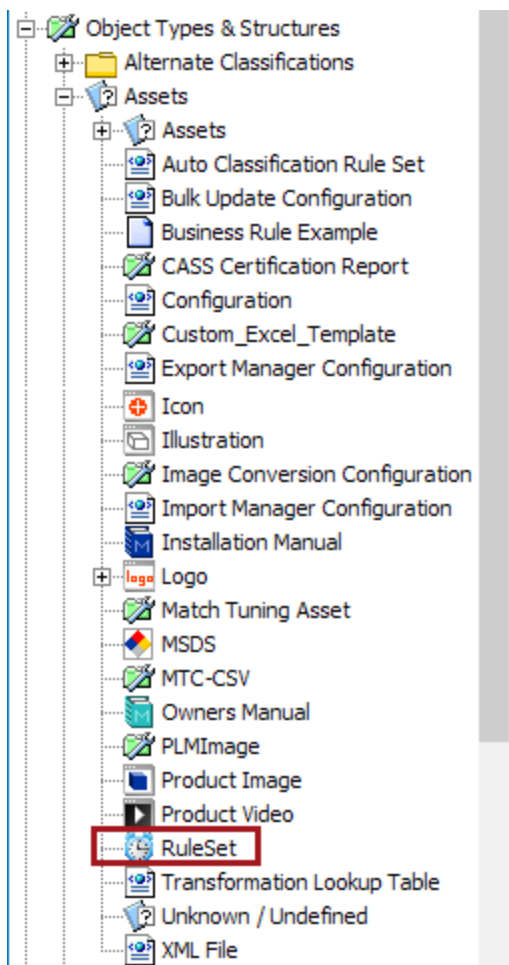 Object Types & Structures
Alternate Classifications
Assets
Assets
Auto Classification Rule Set
Bulk Update Configuration
Business Rule Example
CASS Certification Report
Configuration
Custom_Excel_Template
Export Manager Configuration
Icon
Illustration
Image Conversion Configuration
Import Manager Configuration
Installation Manual
logo Logo
Match Tuning Asset
MSDS
MTC-CSV
Owners Manual
PLMImage
Product Image
Product Video
RuleSet
Transformation Lookup Table
Unknown / Undefined
XML File